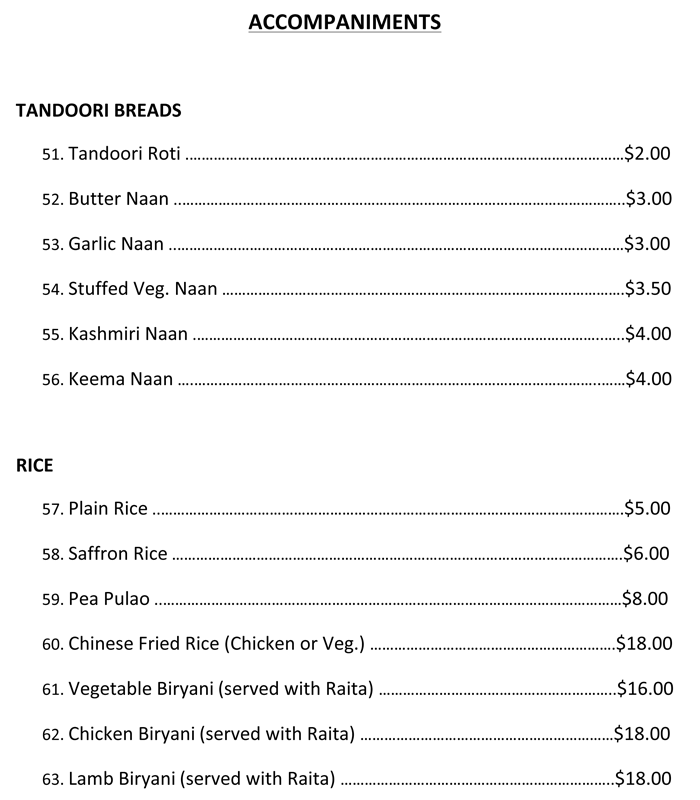 ACCOMPANIMENTS
TANDOORI BREADS
51. Tandoori Roti ........................................................................$2.00
52. Butter Naan ........................................................................$3.00
53. Garlic Naan ........................................................................$3.00
54. Stuffed Veg. Naan ........................................................................$3.50
55. Kashmiri Naan ........................................................................$4.00
56. Keema Naan ........................................................................$4.00
RICE
57. Plain Rice ........................................................................$5.00
58. Saffron Rice ........................................................................$6.00
59. Pea Pulao ........................................................................$8.00
60. Chinese Fried Rice (Chicken or Veg.) ........................................................................$18.00
61. Vegetable Biryani (served with Raita) ........................................................................$16.00
62. Chicken Biryani (served with Raita) ........................................................................$18.00
63. Lamb Biryani (served with Raita) ........................................................................$18.00